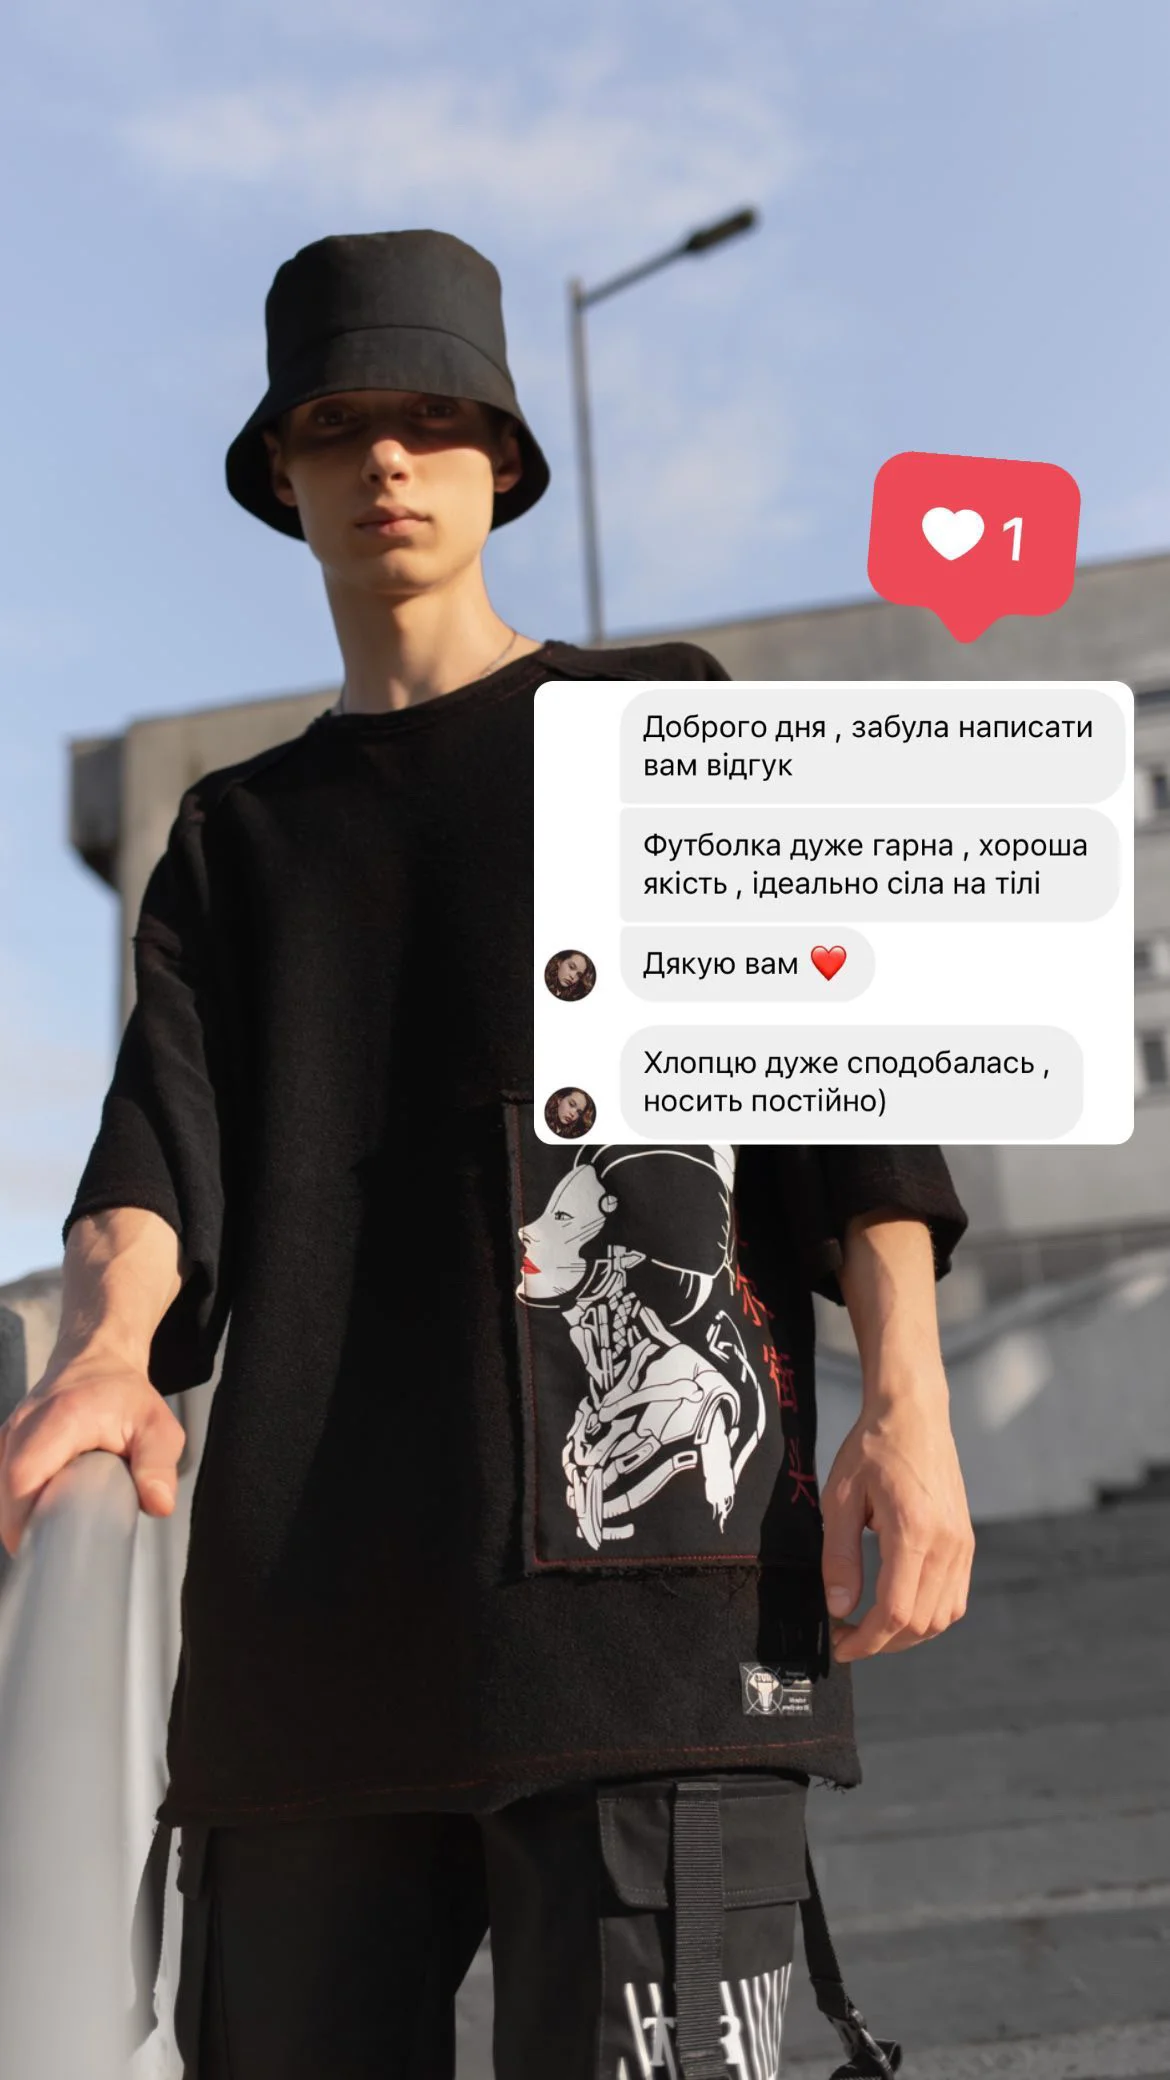 1
Доброго дня , забула написати
вам відгук
Футболка дуже гарна , хороша
якість , ідеально сіла на тілі
Дякую вам ❤️
Хлопцю дуже сподобалась ,
носить постійно)